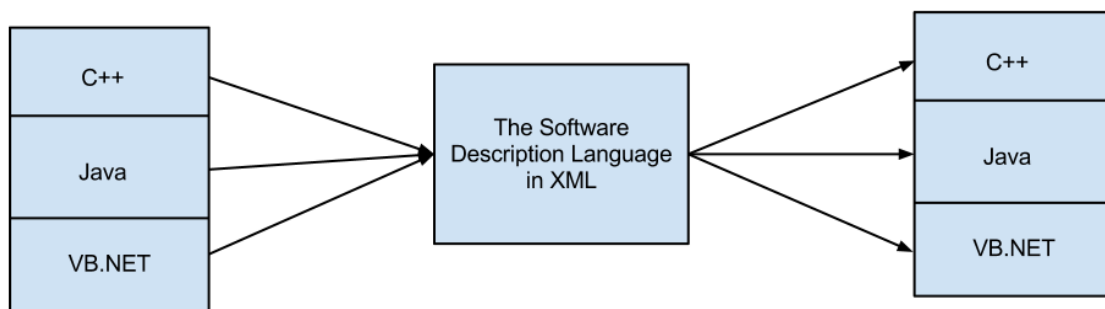 C++
Java
VB.NET
The Software
Description Language
in XML
C++
Java
VB.NET